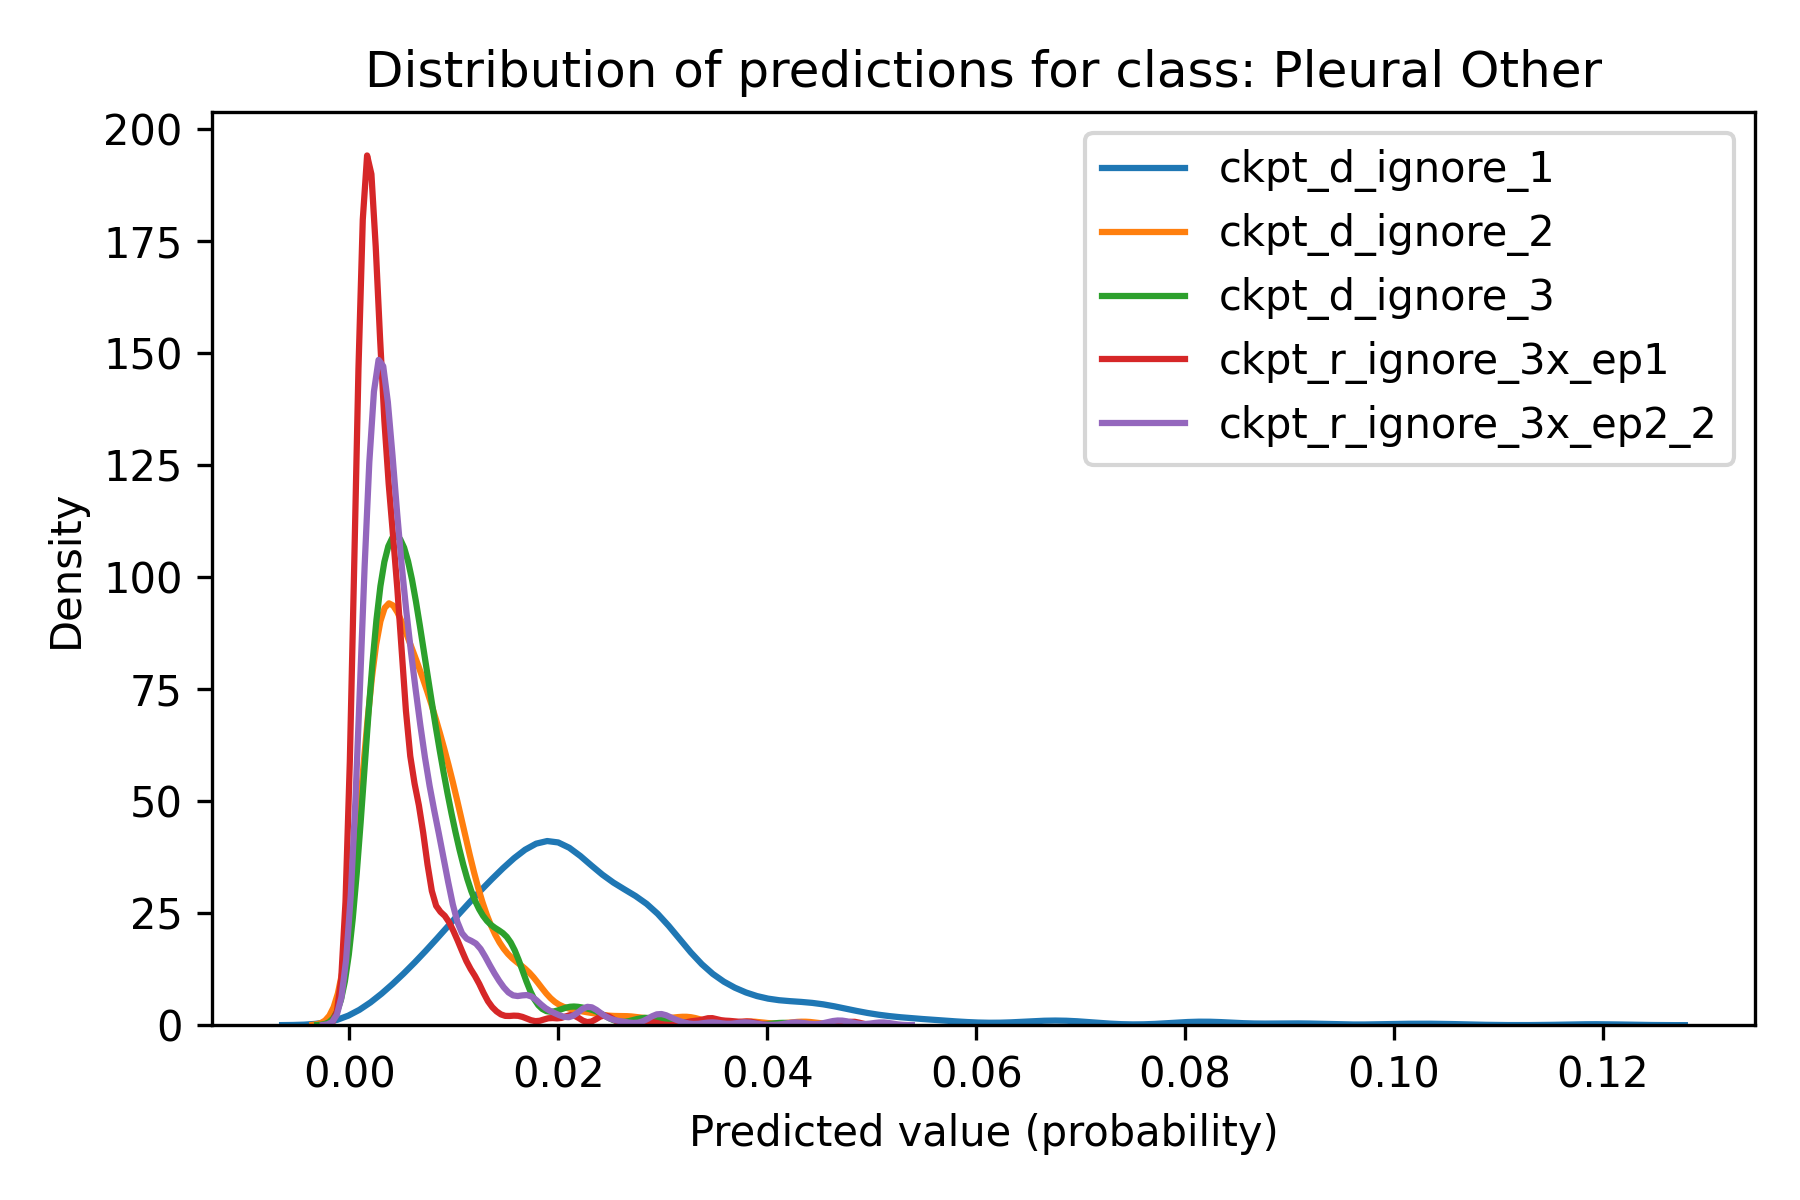 Distribution of predictions for class: Pleural Other
200
175
150
125
100
75
50
25
0
Density
ckpt_d_ignore_1
ckpt_d_ignore_2
ckpt_d_ignore_3
ckpt_r_ignore_3x_ep1
ckpt_r_ignore_3x_ep2_2
0.00 0.02 0.04 0.06 0.08 0.10 0.12
Predicted value (probability)